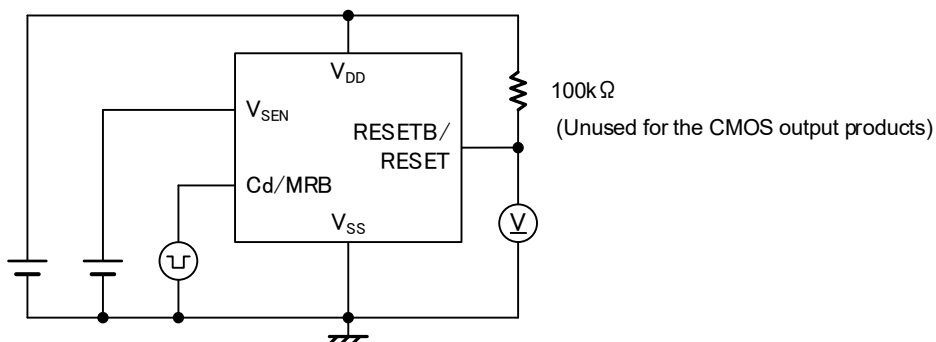 V_DD
100kΩ
V_SEN
(Unused for the CMOS output products)
RESETB/
RESET
Cd/MRB
V
V_SS